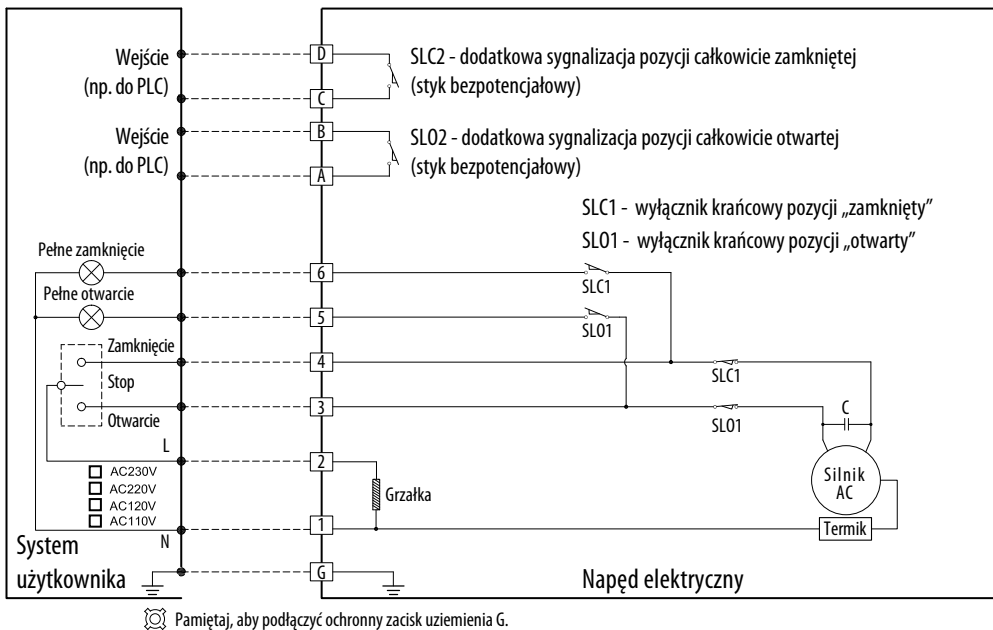 Wejście
(np. do PLC)
D
C
SLC2 - dodatkowa sygnalizacja pozycji całkowicie zamkniętej
(styk bezpotencjałowy)
Wejście
(np. do PLC)
B
A
SLO2 - dodatkowa sygnalizacja pozycji całkowicie otwartej
(styk bezpotencjałowy)
SLC1 - wyłącznik krańcowy pozycji „zamknięty”
SLO1 - wyłącznik krańcowy pozycji „otwarty”
Pełne zamknięcie
6
SLC1
Pełne otwarcie
5
SLO1
Zamknięcie
4
SLC1
Stop
3
SLO1
C
Otwarcie
L
2
AC230V
AC220V
AC120V
AC110V
Grzałka
Silnik
AC
N
1
Termik
System
użytkownika
G
Napęd elektryczny
Pamiętaj, aby podłączyć ochronny zacisk uziemienia G.